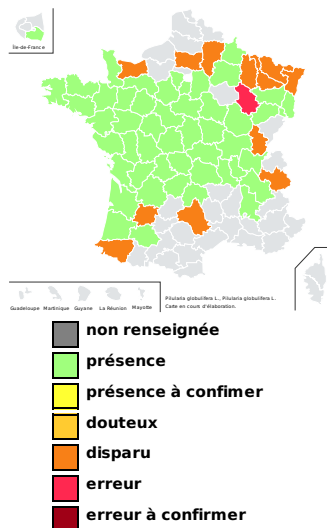 Île-de-France
Guadeloupe Martinique Guyane La Réunion Mayotte
Pilularia globulifera L., Pilularia globulifera L.
Carte en cours d'élaboration.
non renseignée
présence
présence à confimer
douteux
disparu
erreur
erreur à confirmer